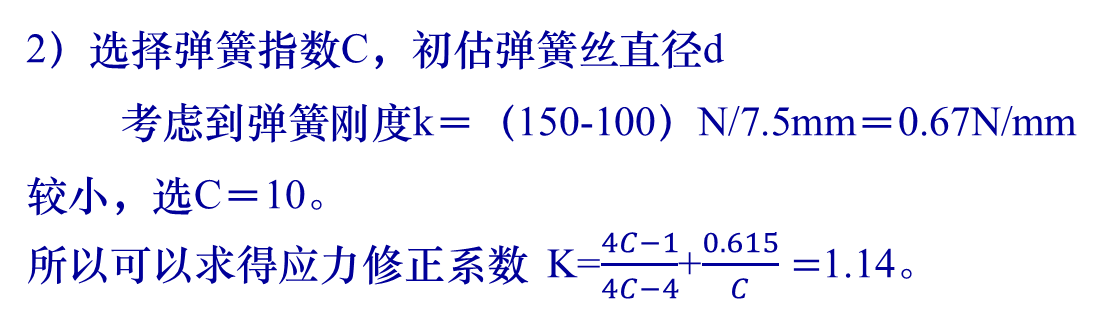 2）选择弹簧指数C，初估弹簧丝直径d
考虑到弹簧刚度k＝（150-100）N/7.5mm＝0.67N/mm
较小，选C＝10。
所以可以求得应力修正系数 K=\frac{4C-1}{4C-4}+\frac{0.615}{C} =1.14。